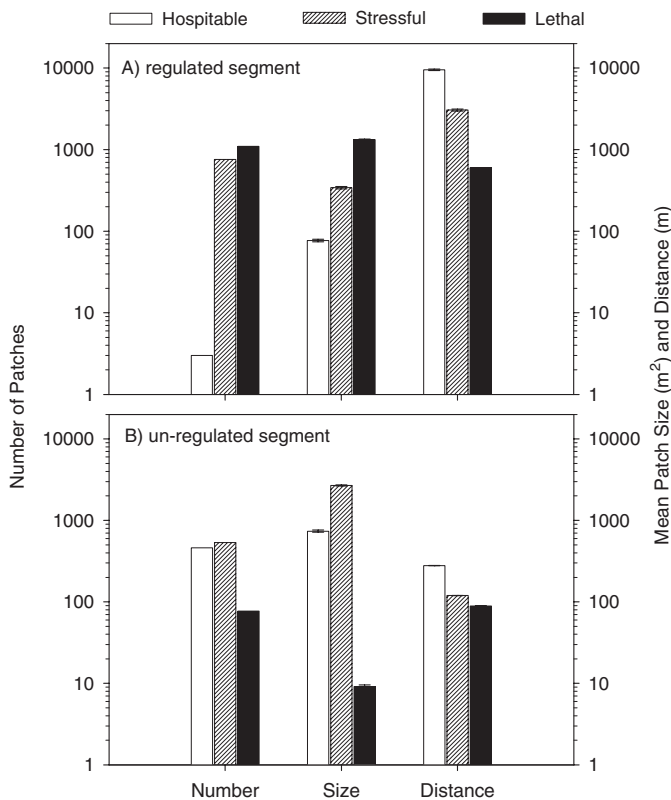 Hospitable Stressful Lethal
A) regulated segment
10000 10000
1000 1000
100 100
10 10
1 1
B) un-regulated segment
10000 10000
1000 1000
100 100
10 10
1 1
Number Size Distance
Number of Patches
Mean Patch Size (m²) and Distance (m)